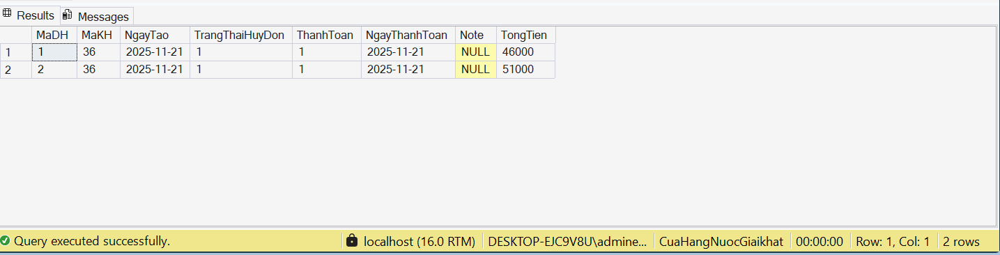 Results Messages
MaDH MaKH NgayTao TrangThaiHuyDon ThanhToan NgayThanhToan Note TongTien
1 1 36 2025-11-21 1 1 2025-11-21 NULL 46000
2 2 36 2025-11-21 1 1 2025-11-21 NULL 51000
Query executed successfully. localhost (16.0 RTM) DESKTOP-EJC9V8U\admine... CuaHangNuocGiaikhat 00:00:00 Row: 1, Col: 1 2 rows